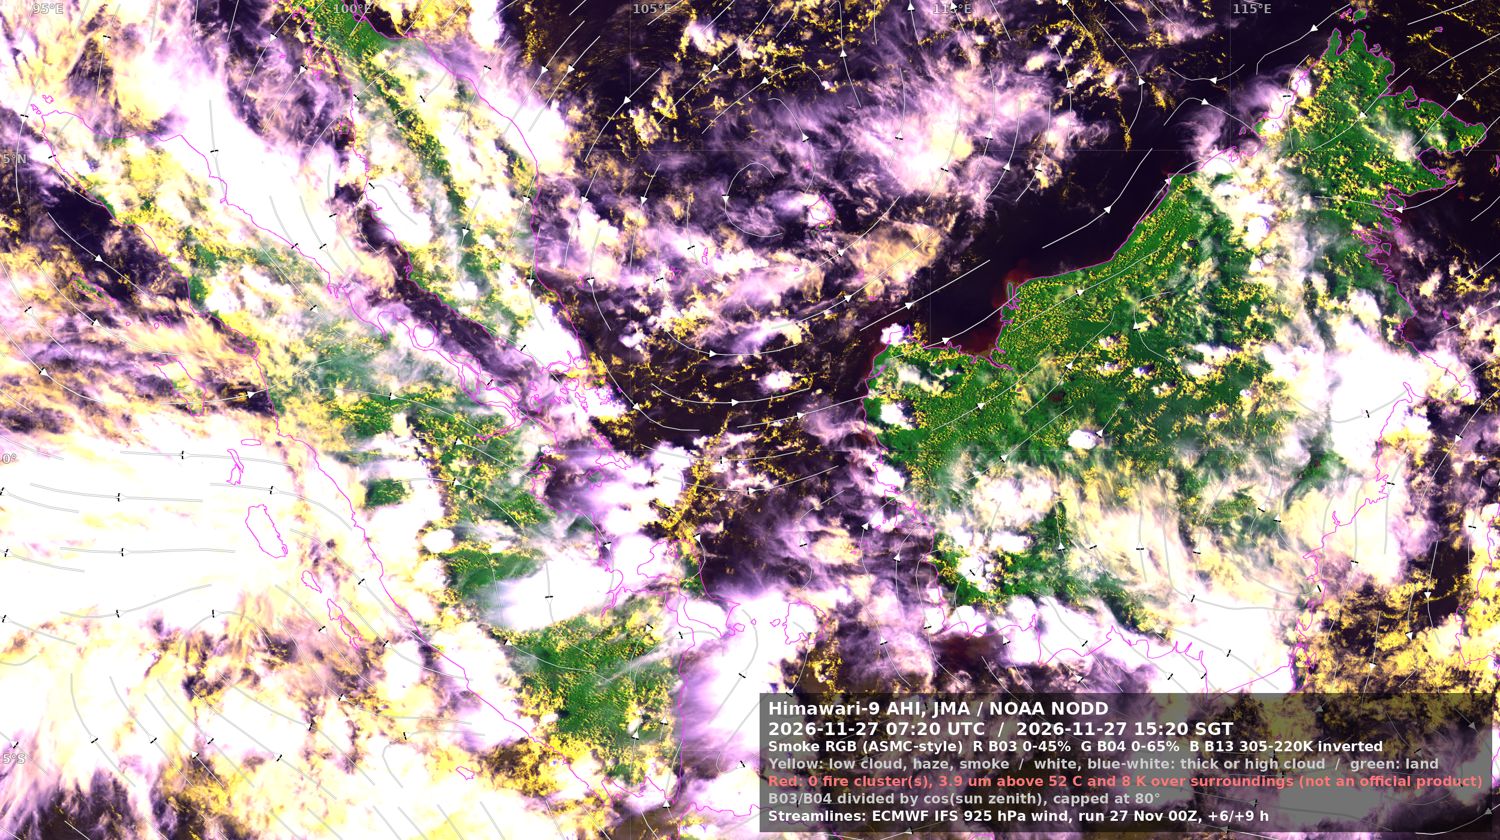 95°E
100°E
105°E
110°E
115°E
5°N
0°
5°S
Himawari-9 AHI, JMA / NOAA NODD
2026-11-27 07:20 UTC / 2026-11-27 15:20 SGT
Smoke RGB (ASMC-style) R B03 0-45% G B04 0-65% B B13 305-220K inverted
Yellow: low cloud, haze, smoke / white, blue-white: thick or high cloud / green: land
Red: 0 fire cluster(s), 3.9 um above 52 C and 8 K over surroundings (not an official product)
B03/B04 divided by cos(sun zenith), capped at 80°
Streamlines: ECMWF IFS 925 hPa wind, run 27 Nov 00Z, +6/+9 h